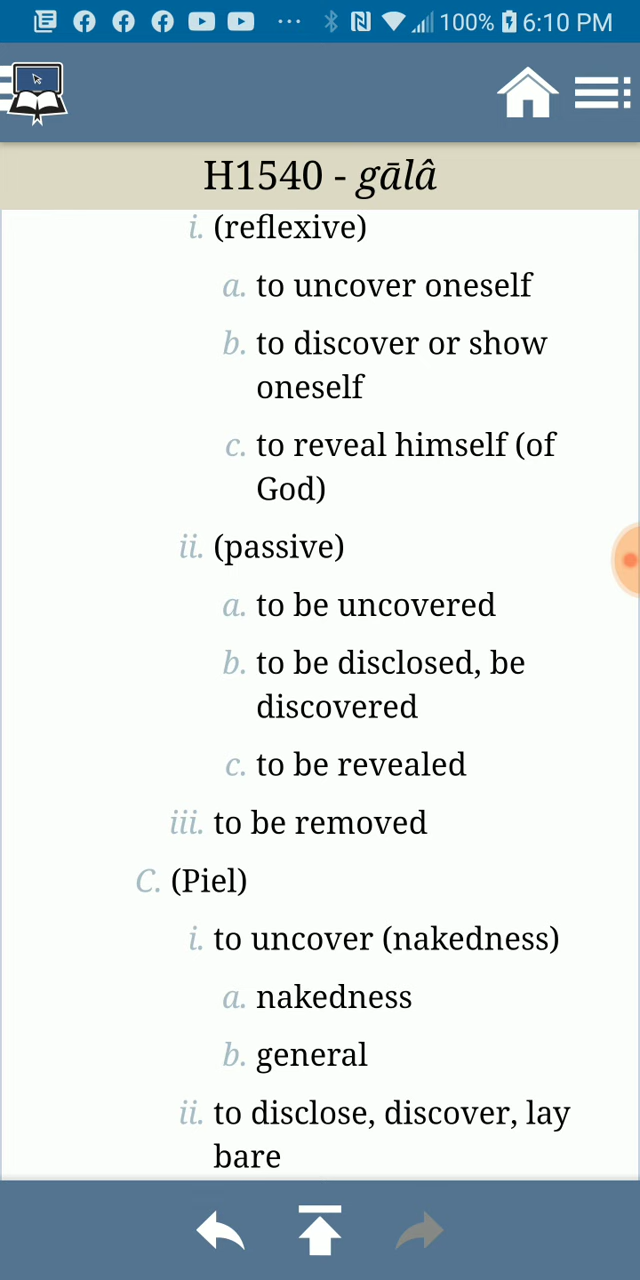 100% 6:10 PM
H1540 - gālâ
i. (reflexive)
a. to uncover oneself
b. to discover or show
oneself
c. to reveal himself (of
God)
ii. (passive)
a. to be uncovered
b. to be disclosed, be
discovered
c. to be revealed
iii. to be removed
C. (Piel)
i. to uncover (nakedness)
a. nakedness
b. general
ii. to disclose, discover, lay
bare